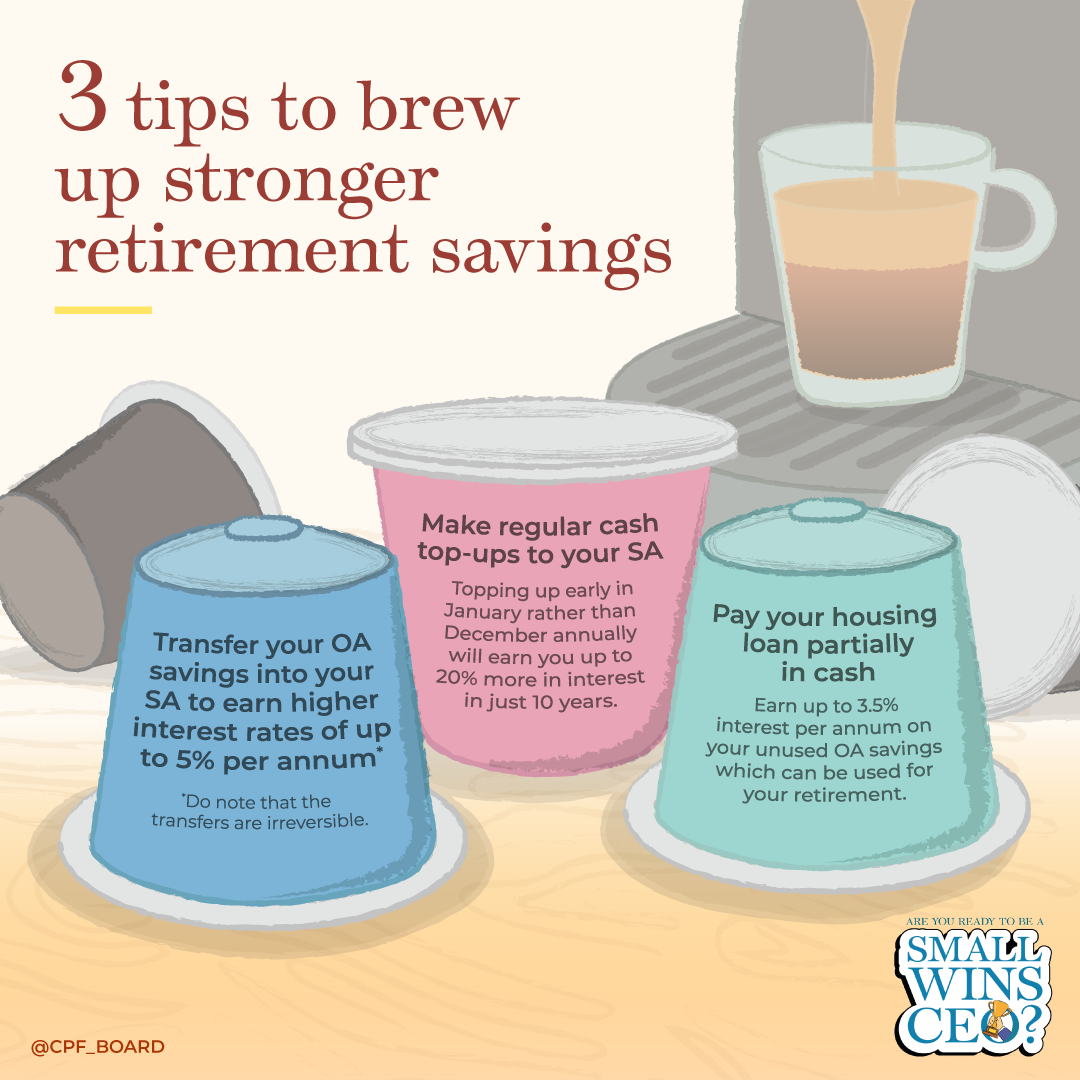 3 tips to brew
up stronger
retirement savings
Transfer your OA
savings into your
SA to earn higher
interest rates of up
to 5% per annum*
*Do note that the
transfers are irreversible.
Make regular cash
top-ups to your SA
Topping up early in
January rather than
December annually
will earn you up to
20% more in interest
in just 10 years.
Pay your housing
loan partially
in cash
Earn up to 3.5%
interest per annum on
your unused OA savings
which can be used for
your retirement.
ARE YOU READY TO BE A
SMALL
WINS
CEO?
@CPF_BOARD